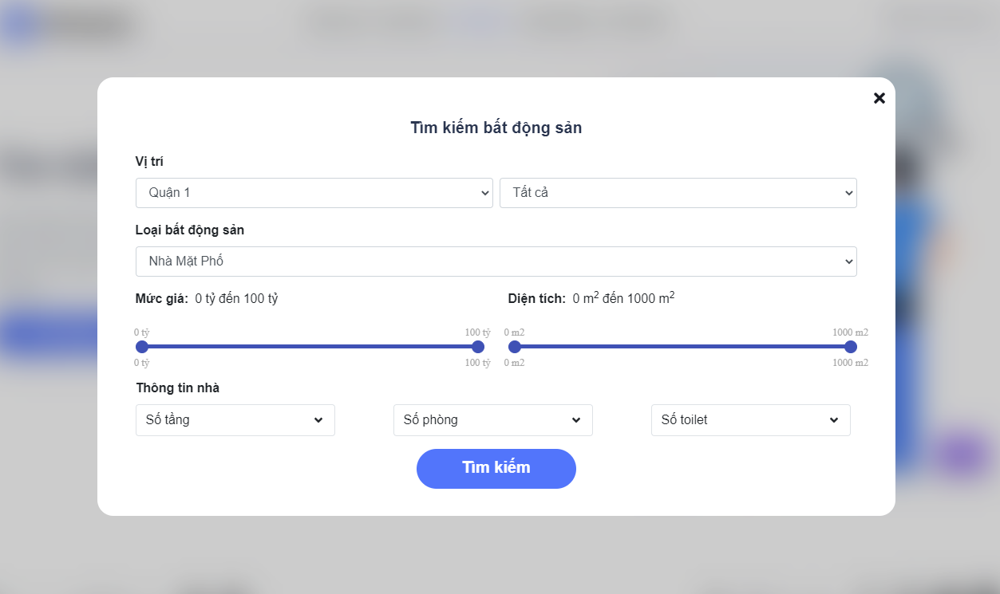 Tìm kiếm bất động sản
Vị trí
Quận 1 Tất cả
Loại bất động sản
Nhà Mặt Phố
Mức giá: 0 tỷ đến 100 tỷ Diện tích: 0 m² đến 1000 m²
0 tỷ 100 tỷ 0 m2 1000 m2
0 tỷ 100 tỷ 0 m2 1000 m2
Thông tin nhà
Số tầng Số phòng Số toilet
Tìm kiếm